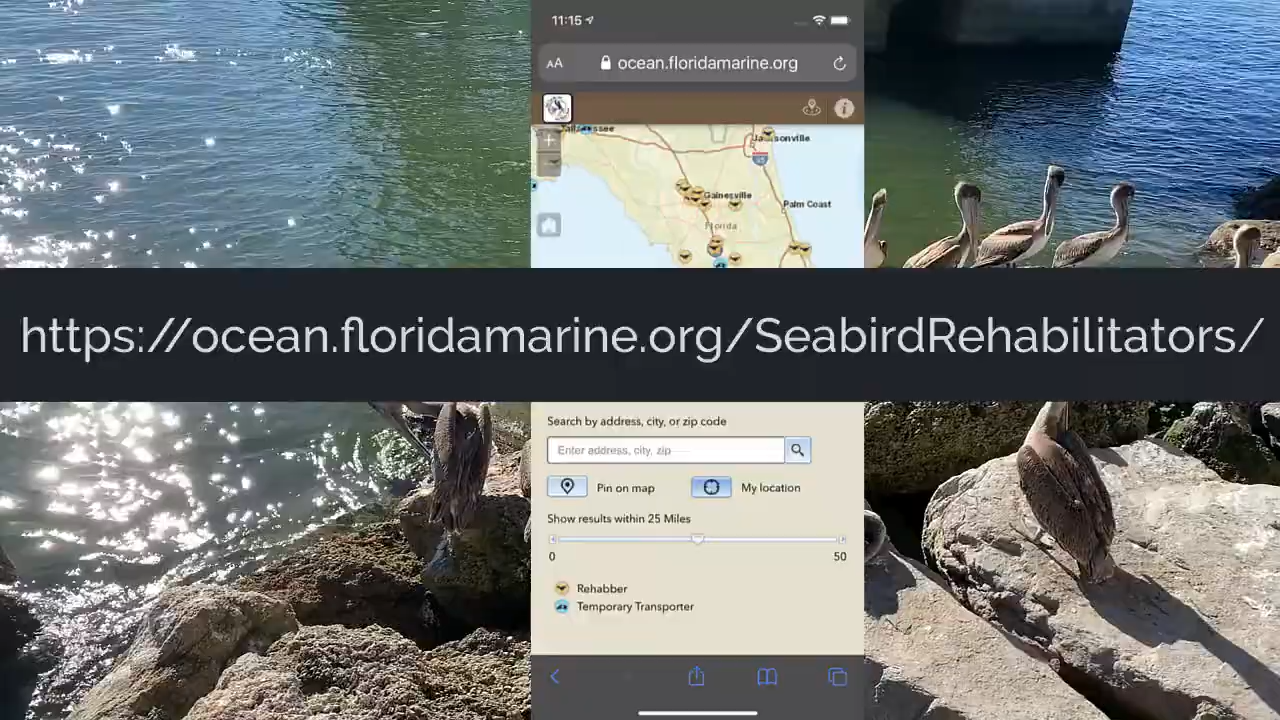 11:15
AA ocean.floridamarine.org
Jacksonville
Gainesville
Palm Coast
Florida
https://ocean.floridamarine.org/SeabirdRehabilitators/
Search by address, city, or zip code
Enter address, city, zip
Pin on map My location
Show results within 25 Miles
0 50
Rehabber
Temporary Transporter